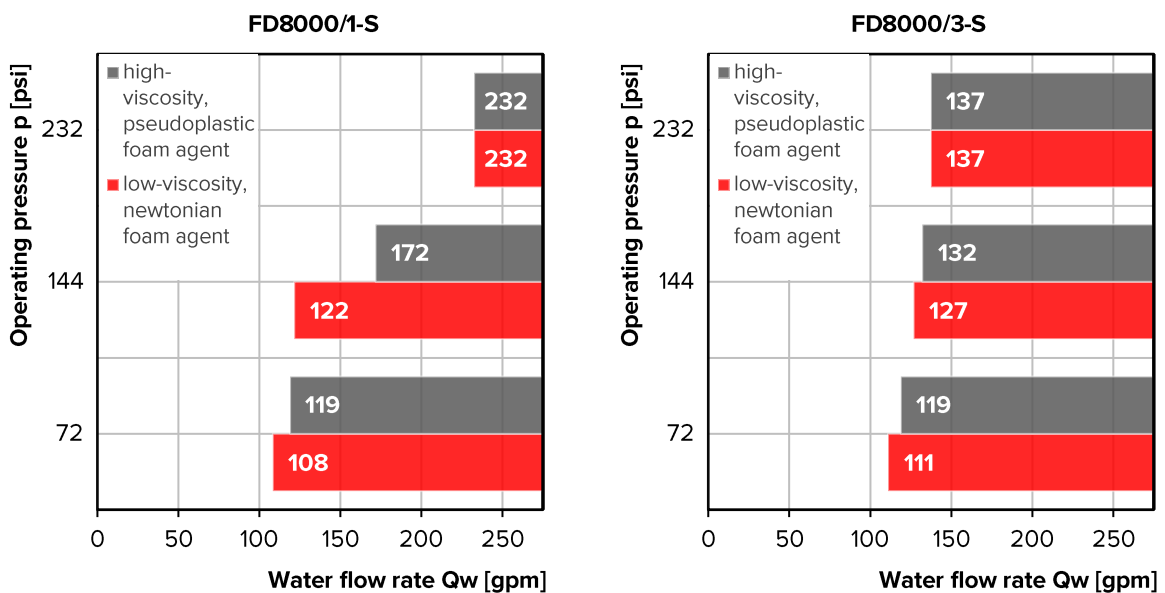 FD8000/1-S
Operating pressure p [psi]
high-
viscosity,
pseudoplastic
foam agent
low-viscosity,
newtonian
foam agent
232
232
232
144
172
122
72
119
108
0 50 100 150 200 250
Water flow rate Qw [gpm]
FD8000/3-S
Operating pressure p [psi]
high-
viscosity,
pseudoplastic
foam agent
low-viscosity,
newtonian
foam agent
232
137
137
144
132
127
72
119
111
0 50 100 150 200 250
Water flow rate Qw [gpm]